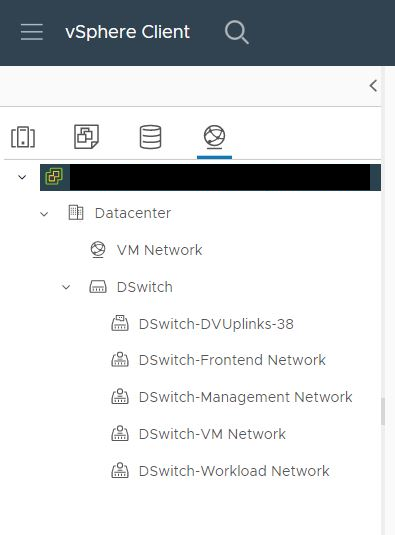 vSphere Client
Datacenter
VM Network
DSwitch
DSwitch-DVUplinks-38
DSwitch-Frontend Network
DSwitch-Management Network
DSwitch-VM Network
DSwitch-Workload Network